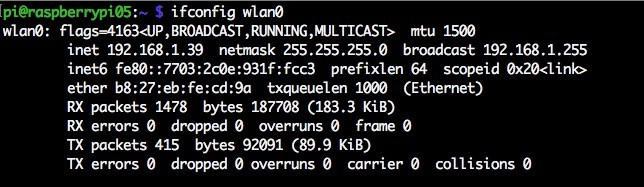 pi@raspberrypi05:~ $ ifconfig wlan0
wlan0: flags=4163<UP,BROADCAST,RUNNING,MULTICAST>  mtu 1500
        inet 192.168.1.39  netmask 255.255.255.0  broadcast 192.168.1.255
        inet6 fe80::7703:2c0e:931f:fcc3  prefixlen 64  scopeid 0x20<link>
        ether b8:27:eb:fe:cd:9a  txqueuelen 1000  (Ethernet)
        RX packets 1478  bytes 187708 (183.3 KiB)
        RX errors 0  dropped 0  overruns 0  frame 0
        TX packets 415  bytes 92091 (89.9 KiB)
        TX errors 0  dropped 0 overruns 0  carrier 0  collisions 0